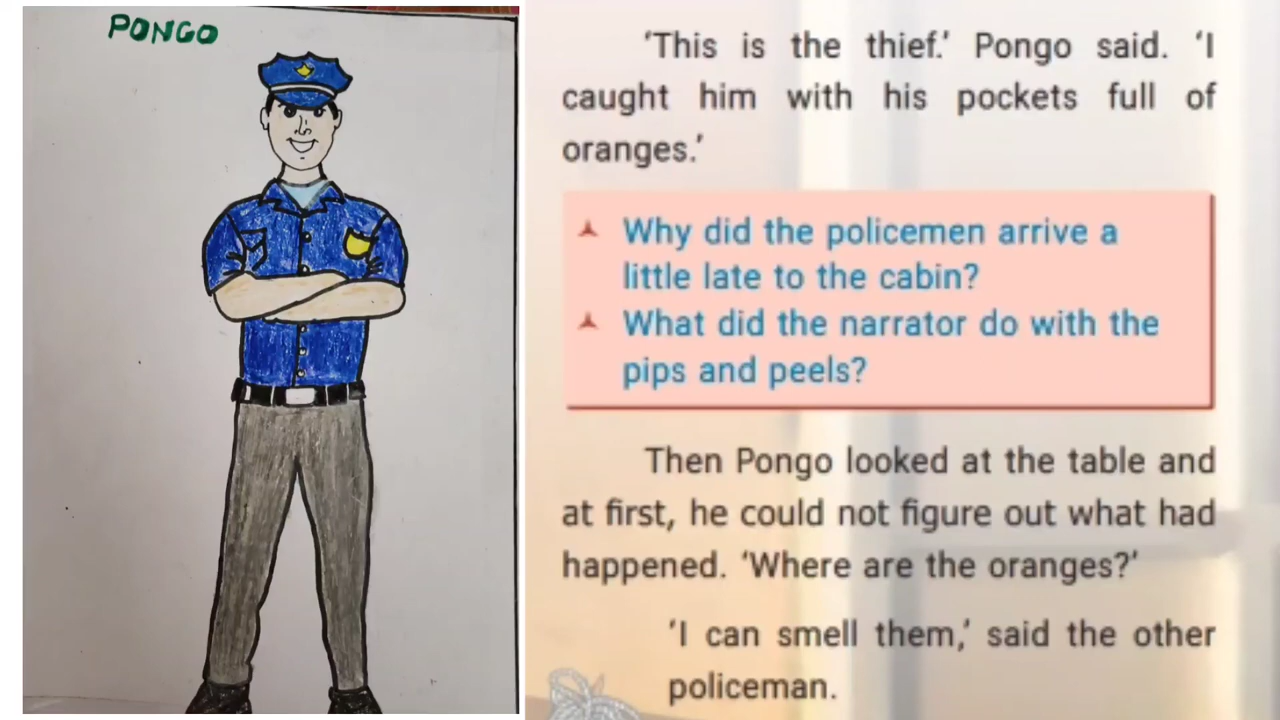 PONGO
‘This is the thief.’ Pongo said. ‘I
caught him with his pockets full of
oranges.’
Why did the policemen arrive a
little late to the cabin?
What did the narrator do with the
pips and peels?
Then Pongo looked at the table and
at first, he could not figure out what had
happened. ‘Where are the oranges?’
‘I can smell them,’ said the other
policeman.